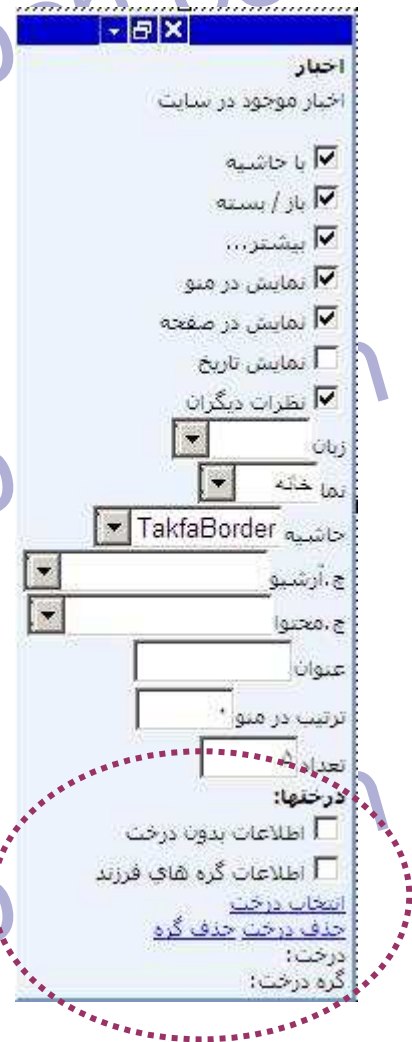 اخبار
اخبار موجود در سایت
با حاشیه
باز / بسته
بیشتر...
نمایش در منو
نمایش در صفحه
نمایش تاریخ
نظرات دیگران
زبان
نما خانه
حاشیه TakfaBorder
ج.آرشیو
ج.محتوا
عنوان
ترتیب در منو ۰
تعداد ۵
درختها:
اطلاعات بدون درخت
اطلاعات گره های فرزند
انتخاب درخت
حذف درخت حذف گره
درخت:
گره درخت: